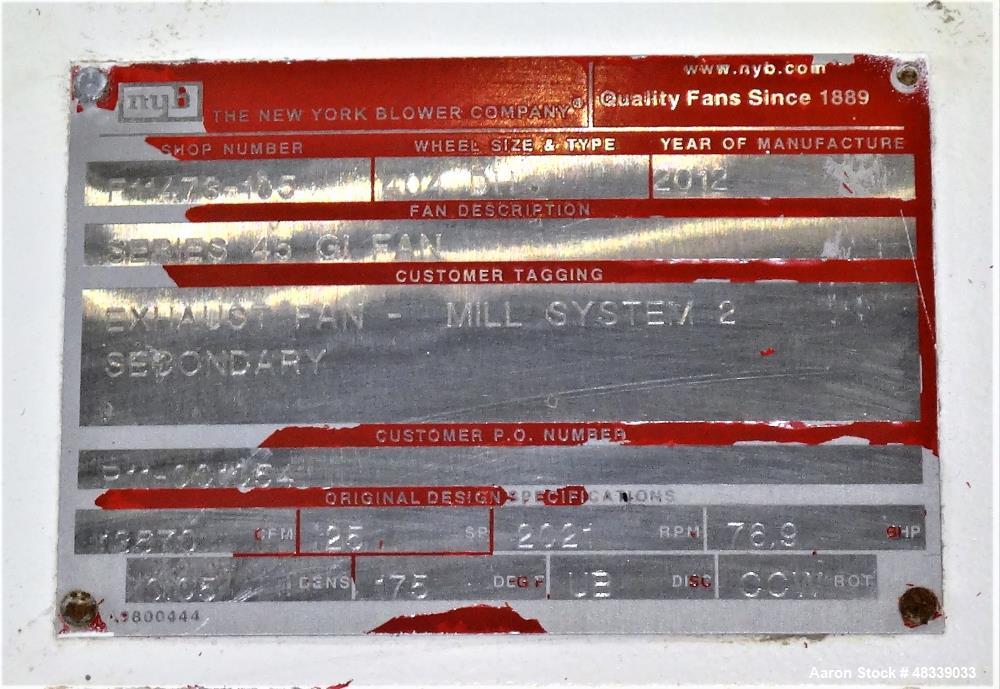 nyb THE NEW YORK BLOWER COMPANY®
www.nyb.com
Quality Fans Since 1889
SHOP NUMBER WHEEL SIZE & TYPE YEAR OF MANUFACTURE
F11473-105 404 2012
FAN DESCRIPTION
SERIES 45 GI FAN
CUSTOMER TAGGING
EXHAUST FAN - MILL SYSTEM 2
SECONDARY
CUSTOMER P.O. NUMBER
ORIGINAL DESIGN SPECIFICATIONS
CFM 25 SP 2021 RPM 76.9 BHP
DENS 175 DEG F UB DISC CCW ROT
Aaron Stock # 48339033